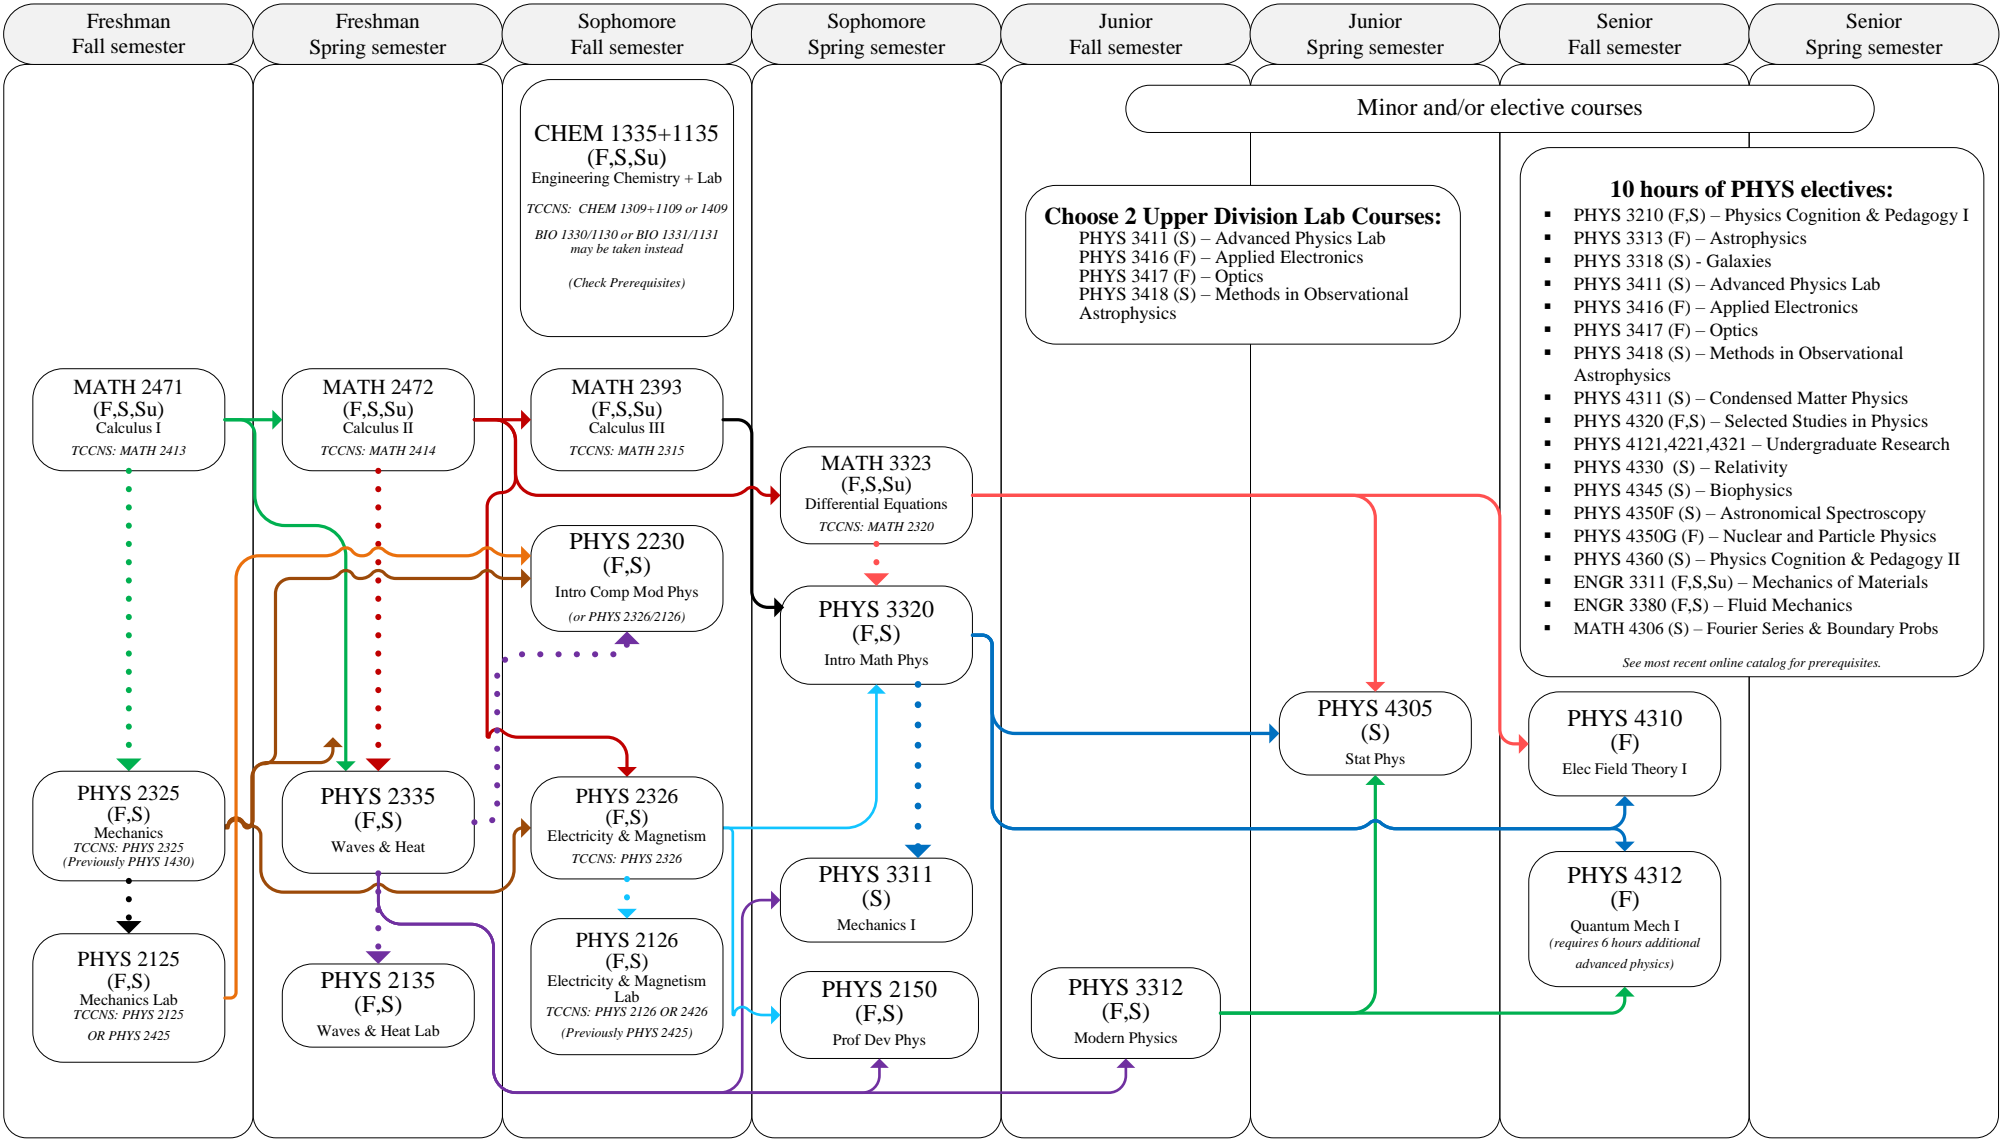 Freshman
Fall semester
Freshman
Spring semester
Sophomore
Fall semester
Sophomore
Spring semester
Junior
Fall semester
Junior
Spring semester
Senior
Fall semester
Senior
Spring semester
Minor and/or elective courses
CHEM 1335+1135
(F,S,Su)
Engineering Chemistry + Lab
TCCNS:  CHEM 1309+1109 or 1409
BIO 1330/1130 or BIO 1331/1131
may be taken instead
(Check Prerequisites)
Choose 2 Upper Division Lab Courses:
PHYS 3411 (S) – Advanced Physics Lab
PHYS 3416 (F) – Applied Electronics
PHYS 3417 (F) – Optics
PHYS 3418 (S) – Methods in Observational
Astrophysics
10 hours of PHYS electives:
▪ PHYS 3210 (F,S) – Physics Cognition & Pedagogy I
▪ PHYS 3313 (F) – Astrophysics
▪ PHYS 3318 (S) - Galaxies
▪ PHYS 3411 (S) – Advanced Physics Lab
▪ PHYS 3416 (F) – Applied Electronics
▪ PHYS 3417 (F) – Optics
▪ PHYS 3418 (S) – Methods in Observational
Astrophysics
▪ PHYS 4311 (S) – Condensed Matter Physics
▪ PHYS 4320 (F,S) – Selected Studies in Physics
▪ PHYS 4121,4221,4321 – Undergraduate Research
▪ PHYS 4330  (S) – Relativity
▪ PHYS 4345 (S) – Biophysics
▪ PHYS 4350F (S) – Astronomical Spectroscopy
▪ PHYS 4350G (F) – Nuclear and Particle Physics
▪ PHYS 4360 (S) – Physics Cognition & Pedagogy II
▪ ENGR 3311 (F,S,Su) – Mechanics of Materials
▪ ENGR 3380 (F,S) – Fluid Mechanics
▪ MATH 4306 (S) – Fourier Series & Boundary Probs
See most recent online catalog for prerequisites.
MATH 2471
(F,S,Su)
Calculus I
TCCNS: MATH 2413
MATH 2472
(F,S,Su)
Calculus II
TCCNS: MATH 2414
MATH 2393
(F,S,Su)
Calculus III
TCCNS: MATH 2315
MATH 3323
(F,S,Su)
Differential Equations
TCCNS: MATH 2320
PHYS 2230
(F,S)
Intro Comp Mod Phys
(or PHYS 2326/2126)
PHYS 3320
(F,S)
Intro Math Phys
PHYS 4305
(S)
Stat Phys
PHYS 4310
(F)
Elec Field Theory I
PHYS 2325
(F,S)
Mechanics
TCCNS: PHYS 2325
(Previously PHYS 1430)
PHYS 2335
(F,S)
Waves & Heat
PHYS 2326
(F,S)
Electricity & Magnetism
TCCNS: PHYS 2326
PHYS 3311
(S)
Mechanics I
PHYS 4312
(F)
Quantum Mech I
(requires 6 hours additional
advanced physics)
PHYS 2125
(F,S)
Mechanics Lab
TCCNS: PHYS 2125
OR PHYS 2425
PHYS 2135
(F,S)
Waves & Heat Lab
PHYS 2126
(F,S)
Electricity & Magnetism
Lab
TCCNS: PHYS 2126 OR 2426
(Previously PHYS 2425)
PHYS 2150
(F,S)
Prof Dev Phys
PHYS 3312
(F,S)
Modern Physics